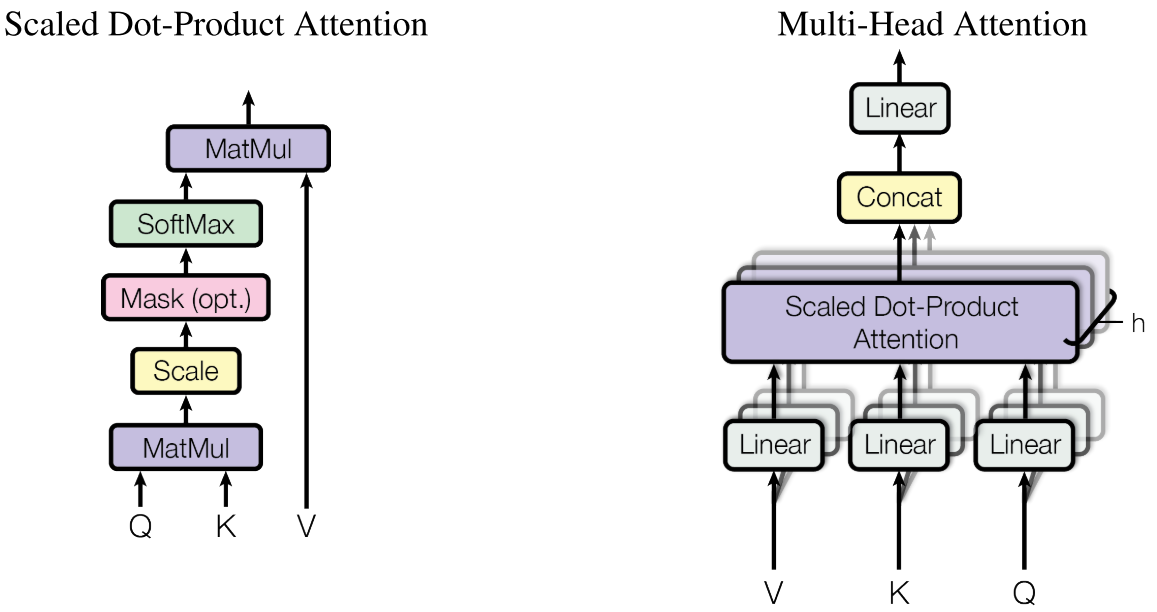 Scaled Dot-Product Attention
MatMul
SoftMax
Mask (opt.)
Scale
MatMul
Q K V
Multi-Head Attention
Linear
Concat
Scaled Dot-Product
Attention
h
Linear Linear Linear
V K Q